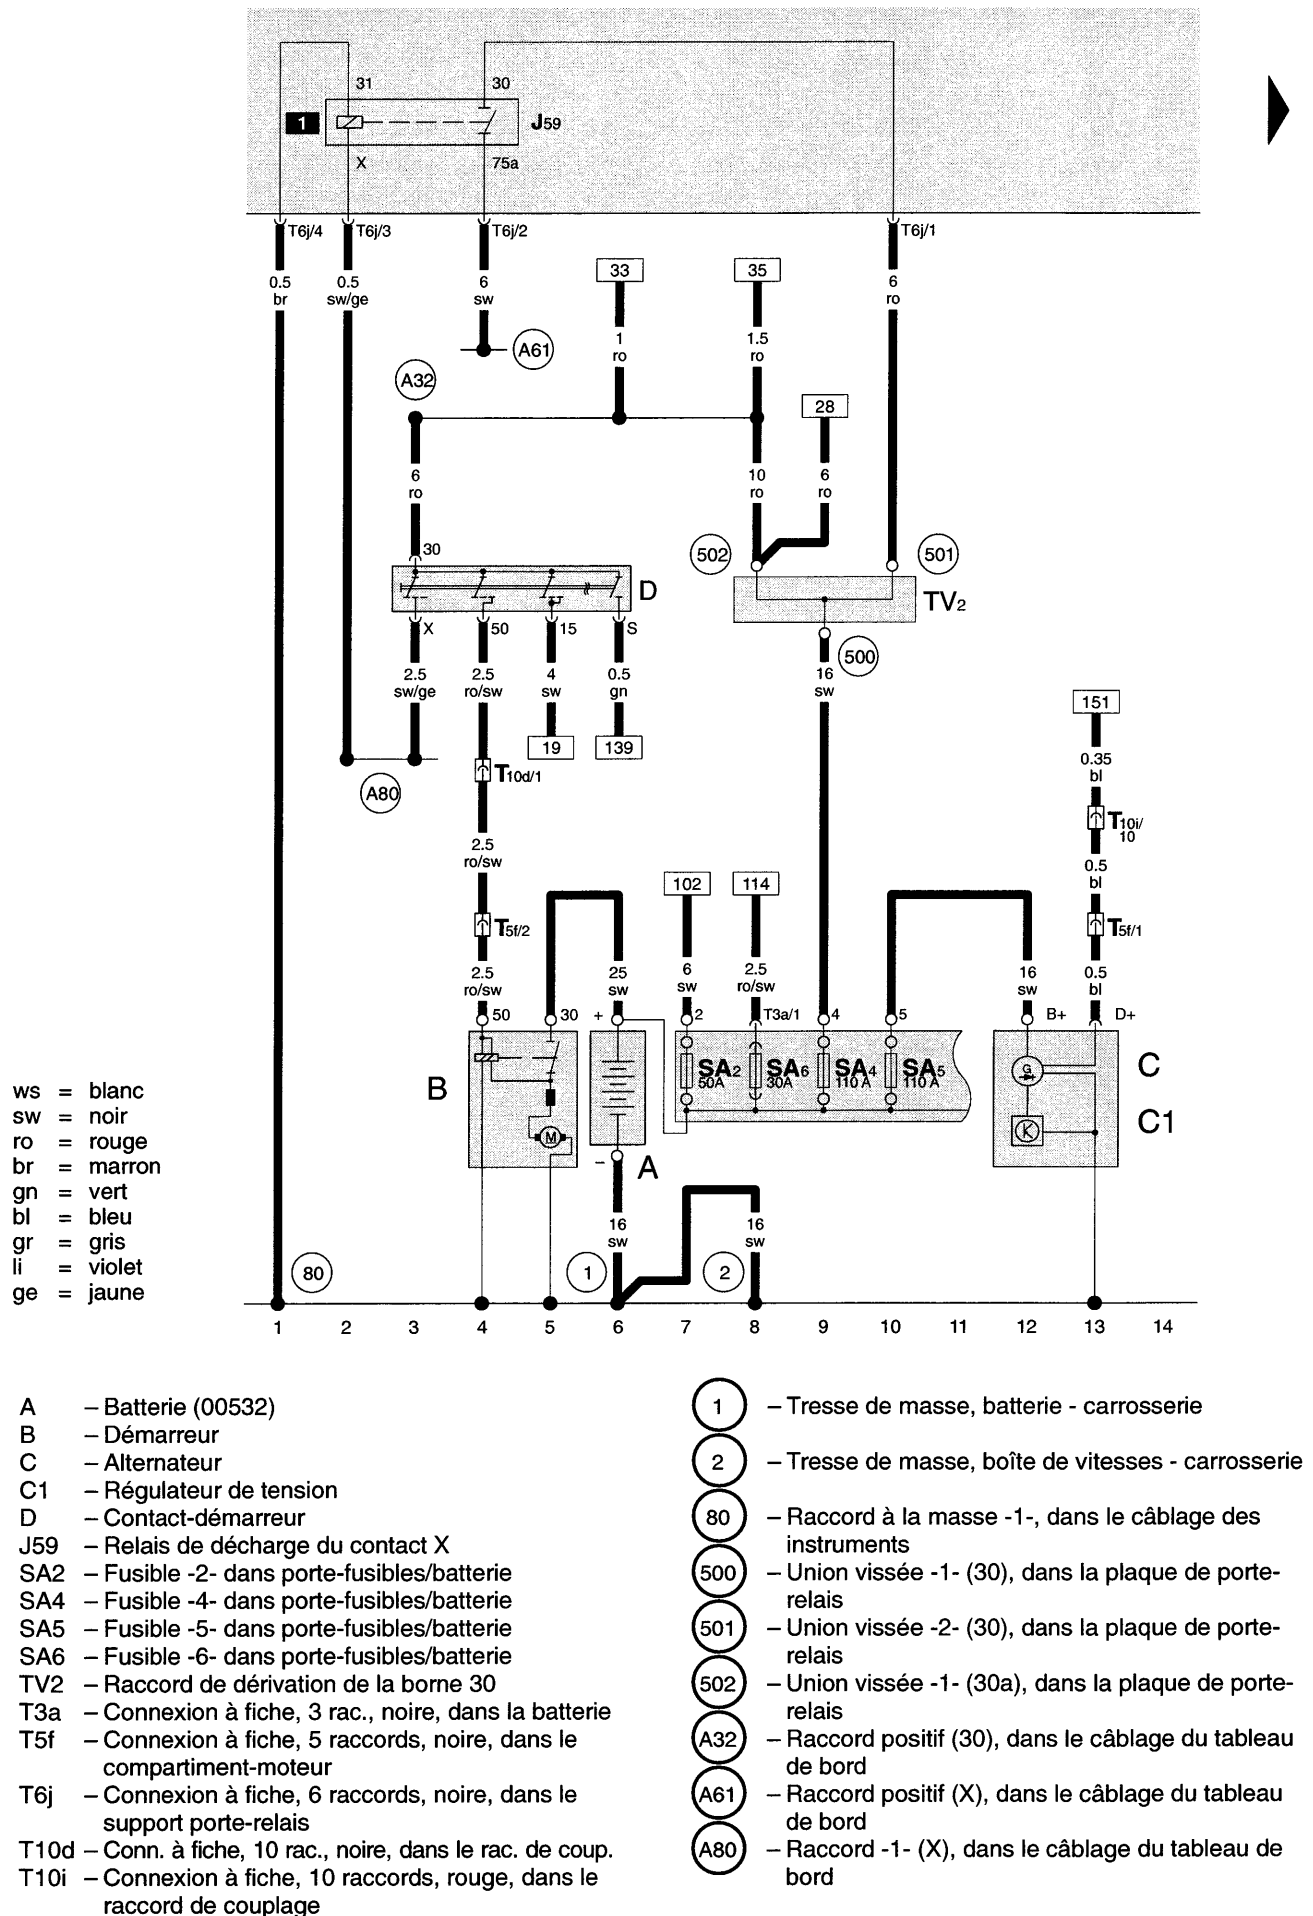 31
30
1
J59
X
75a
T6j/4
T6j/3
T6j/2
T6j/1
0.5
br
0.5
sw/ge
6
sw
33
35
6
ro
1
ro
1.5
ro
A61
A32
28
6
ro
10
ro
6
ro
30
502
501
D
TV2
X
50
15
S
500
2.5
sw/ge
2.5
ro/sw
4
sw
0.5
gn
16
sw
151
19
139
0.35
bl
T10d/1
A80
T10i/
10
2.5
ro/sw
0.5
bl
102
114
T5f/2
T5f/1
2.5
ro/sw
25
sw
6
sw
2.5
ro/sw
16
sw
0.5
bl
50
30
+
2
T3a/1
4
5
B+
D+
B
SA2
50A
SA6
30A
SA4
110 A
SA5
110 A
G
C
K
C1
M
–
A
16
sw
16
sw
80
1
2
ws = blanc
sw = noir
ro = rouge
br = marron
gn = vert
bl = bleu
gr = gris
li = violet
ge = jaune
1 2 3 4 5 6 7 8 9 10 11 12 13 14
A – Batterie (00532)
B – Démarreur
C – Alternateur
C1 – Régulateur de tension
D – Contact-démarreur
J59 – Relais de décharge du contact X
SA2 – Fusible -2- dans porte-fusibles/batterie
SA4 – Fusible -4- dans porte-fusibles/batterie
SA5 – Fusible -5- dans porte-fusibles/batterie
SA6 – Fusible -6- dans porte-fusibles/batterie
TV2 – Raccord de dérivation de la borne 30
T3a – Connexion à fiche, 3 rac., noire, dans la batterie
T5f – Connexion à fiche, 5 raccords, noire, dans le
compartiment-moteur
T6j – Connexion à fiche, 6 raccords, noire, dans le
support porte-relais
T10d – Conn. à fiche, 10 rac., noire, dans le rac. de coup.
T10i – Connexion à fiche, 10 raccords, rouge, dans le
raccord de couplage
1 – Tresse de masse, batterie - carrosserie
2 – Tresse de masse, boîte de vitesses - carrosserie
80 – Raccord à la masse -1-, dans le câblage des
instruments
500 – Union vissée -1- (30), dans la plaque de porte-
relais
501 – Union vissée -2- (30), dans la plaque de porte-
relais
502 – Union vissée -1- (30a), dans la plaque de porte-
relais
A32 – Raccord positif (30), dans le câblage du tableau
de bord
A61 – Raccord positif (X), dans le câblage du tableau
de bord
A80 – Raccord -1- (X), dans le câblage du tableau de
bord